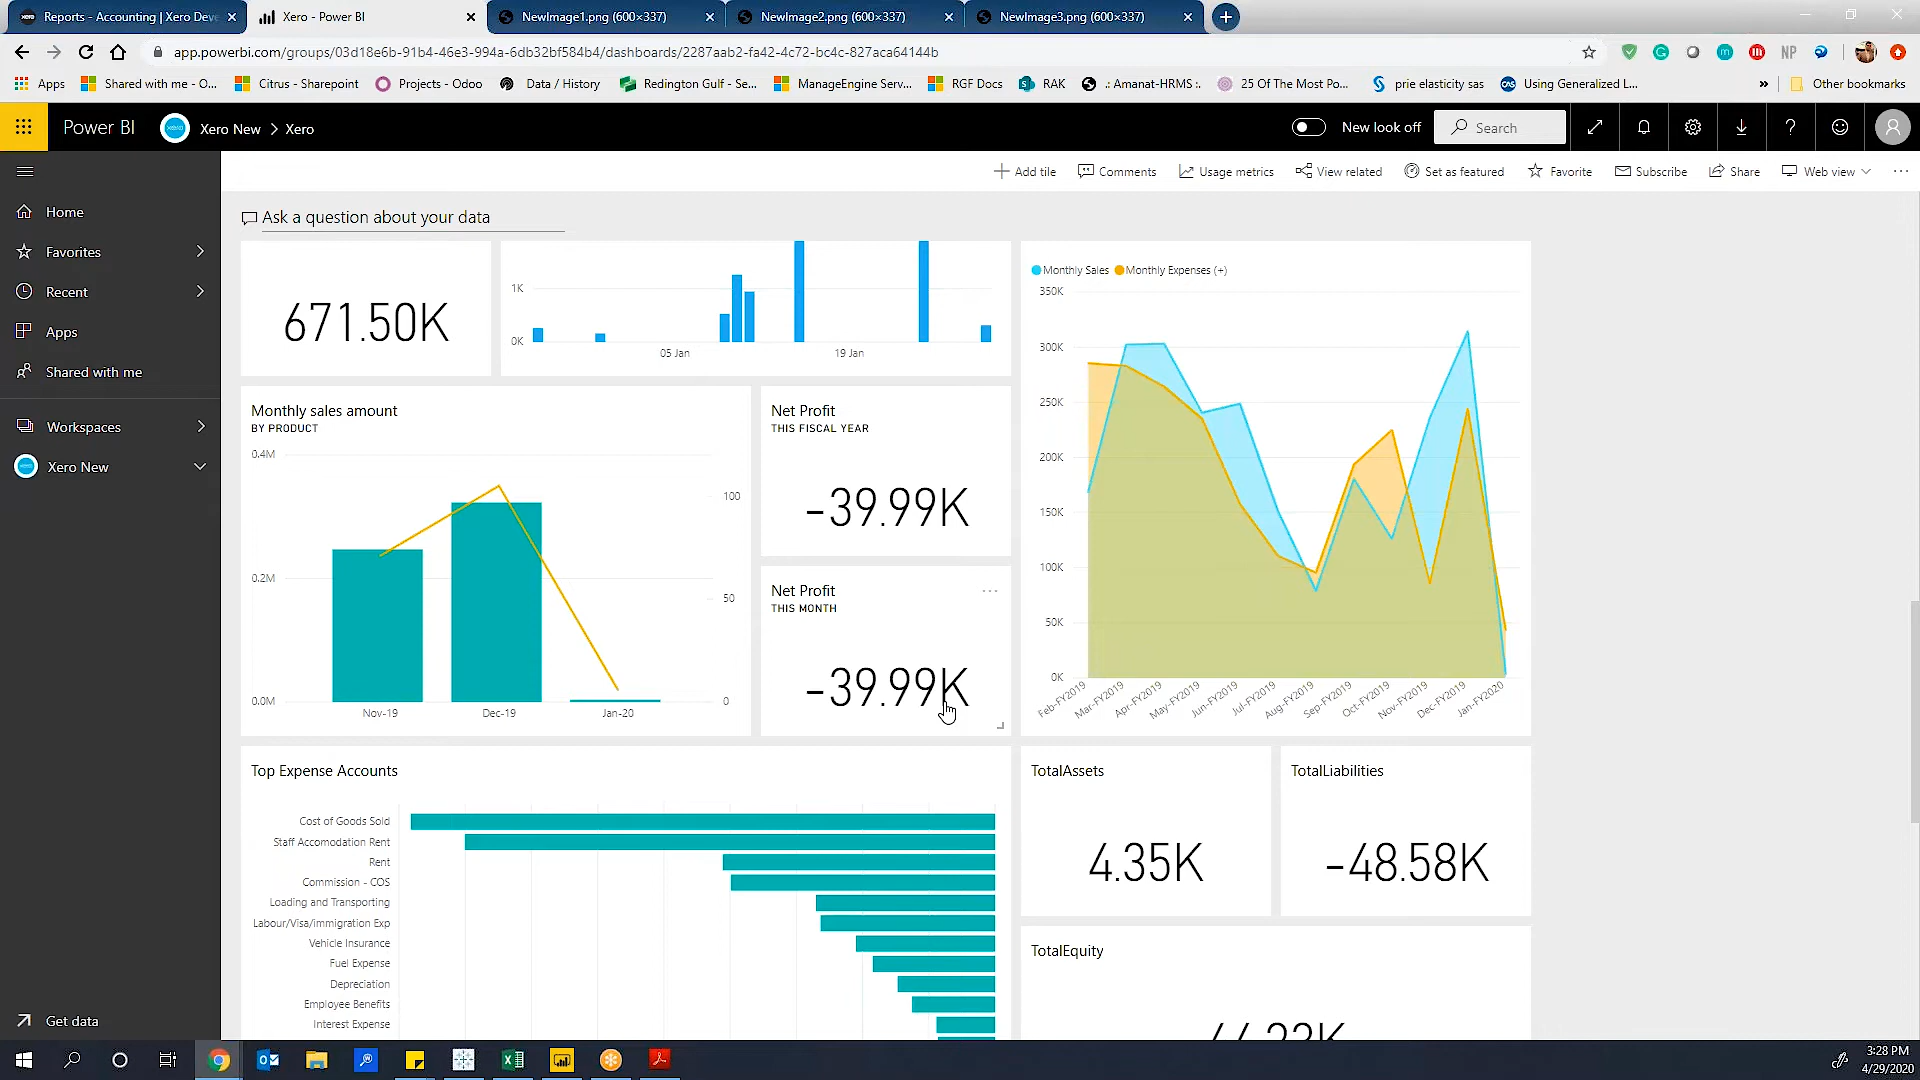 Reports - Accounting | Xero Deve
Xero - Power BI
NewImage1.png (600×337)
NewImage2.png (600×337)
NewImage3.png (600×337)
app.powerbi.com/groups/03d18e6b-91b4-46e3-994a-6db32bf584b4/dashboards/2287aab2-fa42-4c72-bc4c-827aca64144b
Apps
Shared with me - O...
Citrus - Sharepoint
Projects - Odoo
Data / History
Redington Gulf - Se...
ManageEngine Serv...
RGF Docs
RAK
.: Amanat-HRMS :.
25 Of The Most Po...
prie elasticity sas
Using Generalized L...
»
Other bookmarks
Power BI
xero
Xero New > Xero
New look off
Search
Add tile
Comments
Usage metrics
View related
Set as featured
Favorite
Subscribe
Share
Web view
Home
Favorites
Recent
Apps
Shared with me
Workspaces
Xero New
Get data
Ask a question about your data
671.50K
1K
0K
05 Jan
19 Jan
Monthly sales amount
BY PRODUCT
0.4M
0.2M
0.0M
100
50
0
Nov-19
Dec-19
Jan-20
Net Profit
THIS FISCAL YEAR
-39.99K
Net Profit
THIS MONTH
-39.99K
Monthly Sales
Monthly Expenses (+)
350K
300K
250K
200K
150K
100K
50K
0K
Feb-FY2019
Mar-FY2019
Apr-FY2019
May-FY2019
Jun-FY2019
Jul-FY2019
Aug-FY2019
Sep-FY2019
Oct-FY2019
Nov-FY2019
Dec-FY2019
Jan-FY2020
Top Expense Accounts
Cost of Goods Sold
Staff Accomodation Rent
Rent
Commission - COS
Loading and Transporting
Labour/Visa/immigration Exp
Vehicle Insurance
Fuel Expense
Depreciation
Employee Benefits
Interest Expense
TotalAssets
4.35K
TotalLiabilities
-48.58K
TotalEquity
3:28 PM
4/29/2020